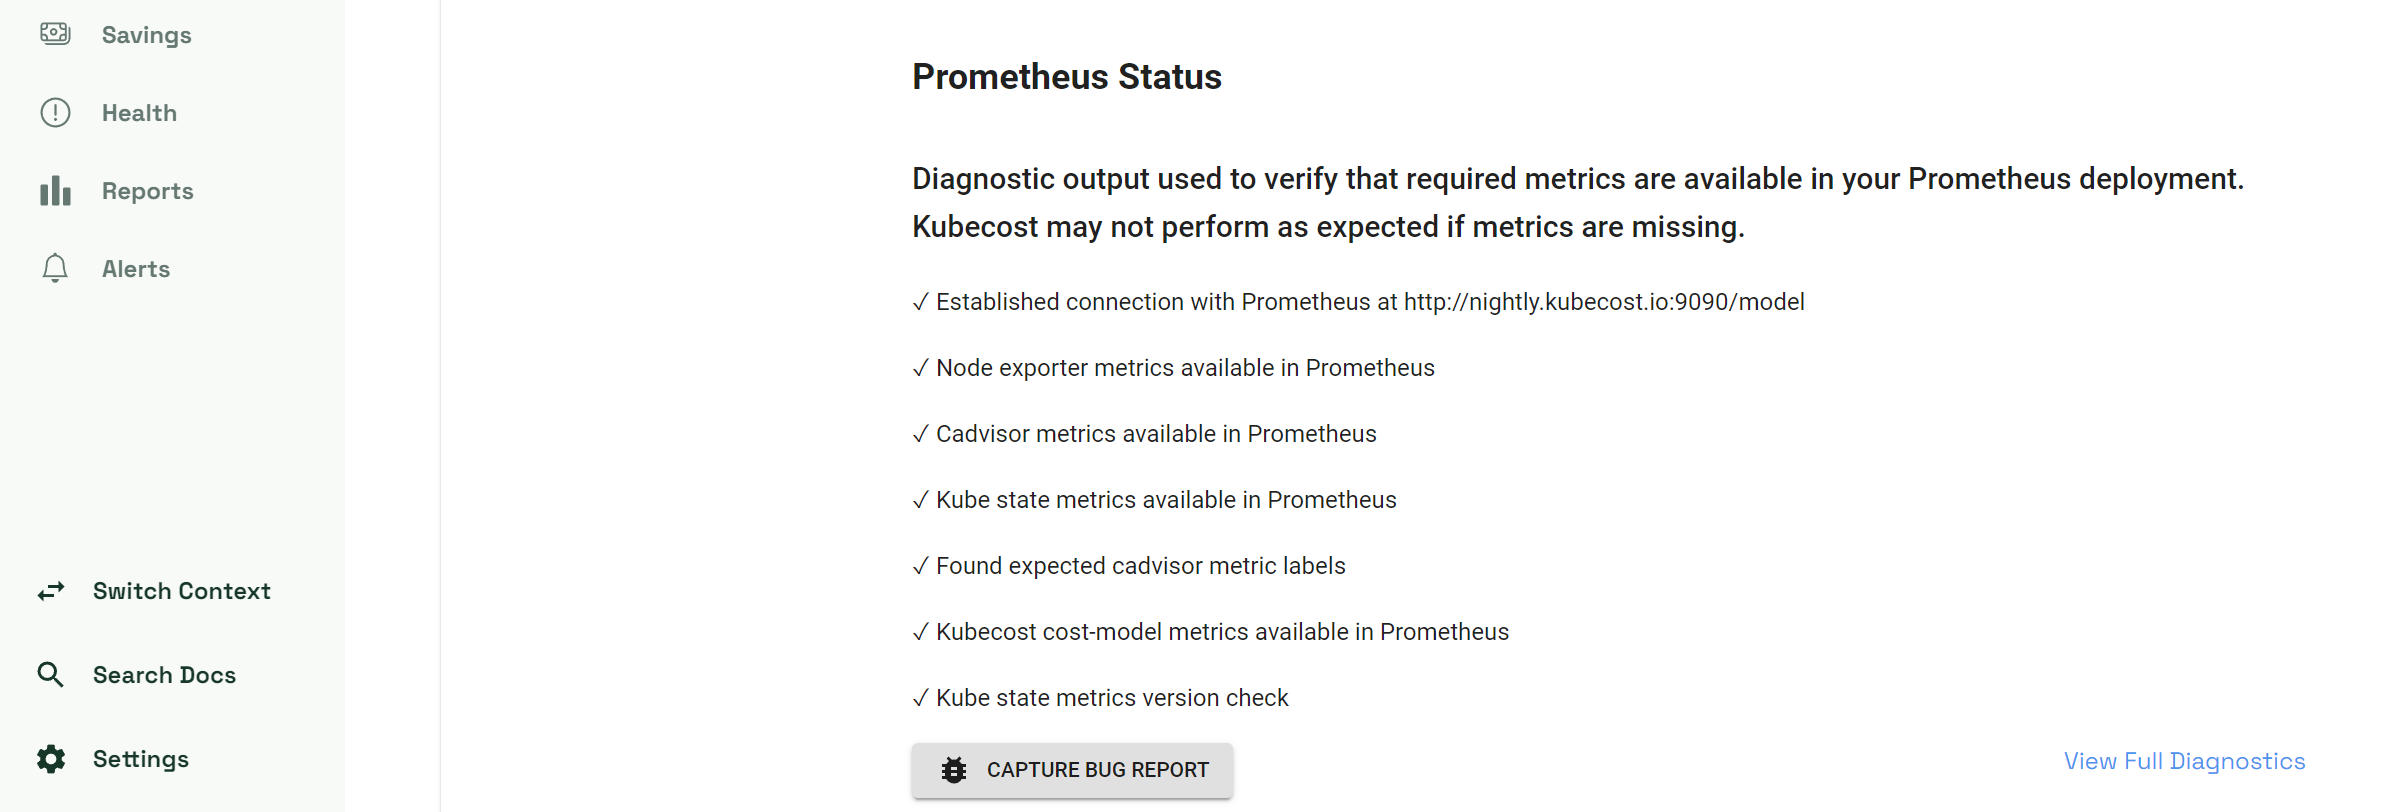 Savings
Health
Reports
Alerts
Switch Context
Search Docs
Settings
Prometheus Status
Diagnostic output used to verify that required metrics are available in your Prometheus deployment.
Kubecost may not perform as expected if metrics are missing.
✓ Established connection with Prometheus at http://nightly.kubecost.io:9090/model
✓ Node exporter metrics available in Prometheus
✓ Cadvisor metrics available in Prometheus
✓ Kube state metrics available in Prometheus
✓ Found expected cadvisor metric labels
✓ Kubecost cost-model metrics available in Prometheus
✓ Kube state metrics version check
CAPTURE BUG REPORT
View Full Diagnostics